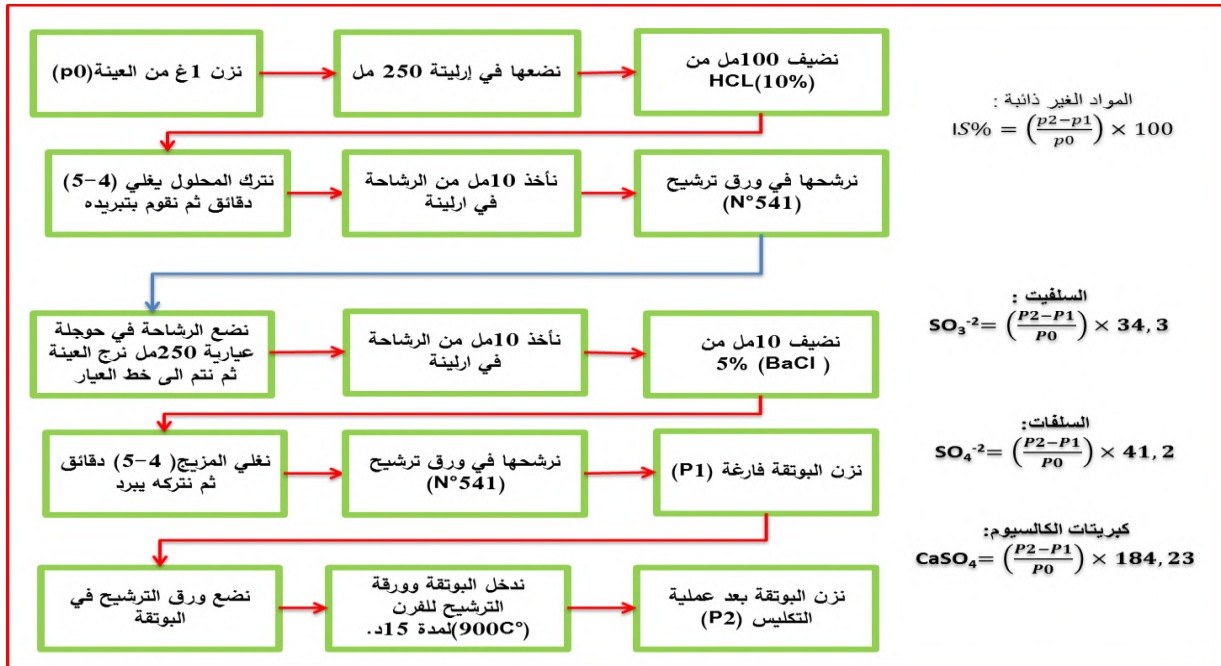 نزن 1غ من العينة(p0)
نضعها في إرليتة 250 مل
نضيف 100مل من
HCL(10%)
نترك المحلول يغلي (4-5)
دقائق ثم نقوم بتبريده
نأخذ 10مل من الرشاحة
في ارلينة
نرشحها في ورق ترشيح
(N°541)
نضع الرشاحة في حوجلة
عيارية 250مل نرج العينة
ثم نتم الى خط العيار
نأخذ 10مل من الرشاحة
في ارلينة
نضيف 10مل من
5% (BaCl )
نغلي المزيج( 4-5) دقائق
ثم نتركه يبرد
نرشحها في ورق ترشيح
(N°541)
نزن البوتقة فارغة (P1)
نضع ورق الترشيح في
البوتقة
ندخل البوتقة وورقة
الترشيح للفرن
(900C°)لمدة 15د.
نزن البوتقة بعد عملية
التكليس (P2)
المواد الغير ذائبة :
IS% = (p2−p1/p0) × 100
السلفيت :
SO₃⁻²= (P2−P1/P0) × 34,3
السلفات:
SO₄⁻²= (P2−P1/P0) × 41,2
كبريتات الكالسيوم:
CaSO₄= (P2−P1/P0) × 184,23